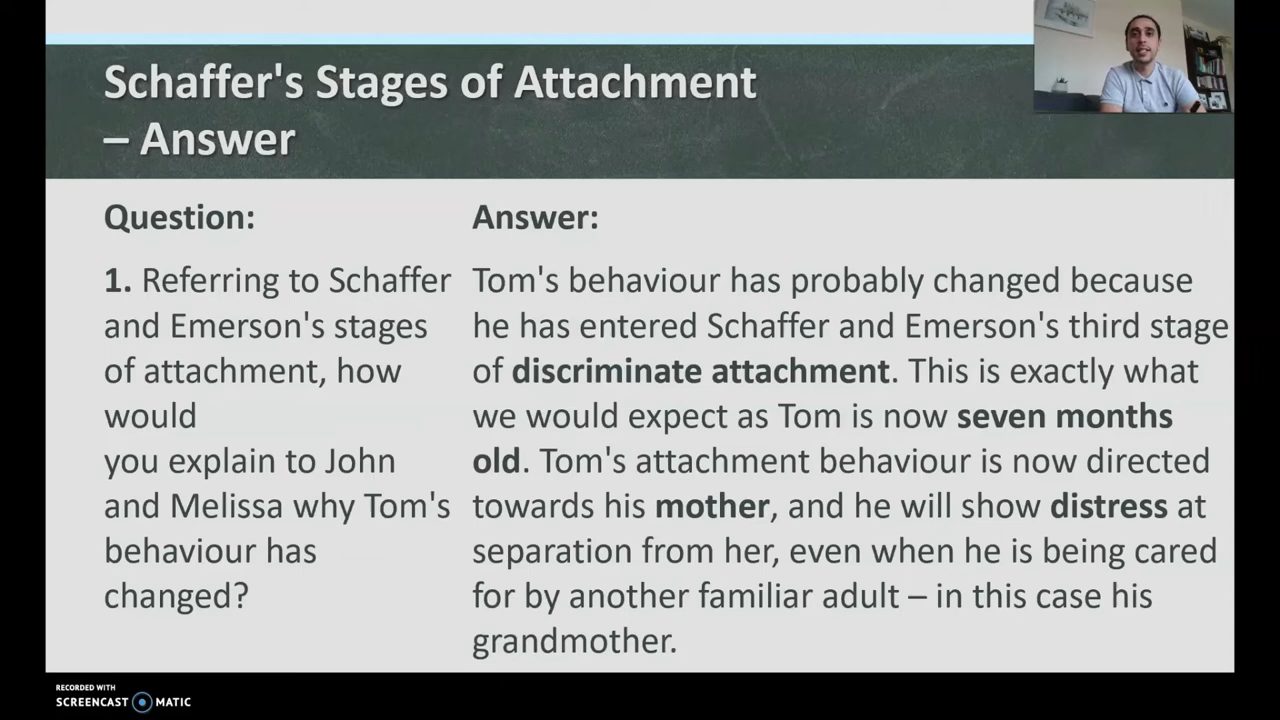 Schaffer's Stages of Attachment
– Answer
Question:
1. Referring to Schaffer
and Emerson's stages
of attachment, how
would
you explain to John
and Melissa why Tom's
behaviour has
changed?
Answer:
Tom's behaviour has probably changed because
he has entered Schaffer and Emerson's third stage
of discriminate attachment. This is exactly what
we would expect as Tom is now seven months
old. Tom's attachment behaviour is now directed
towards his mother, and he will show distress at
separation from her, even when he is being cared
for by another familiar adult – in this case his
grandmother.
RECORDED WITH
SCREENCAST MATIC